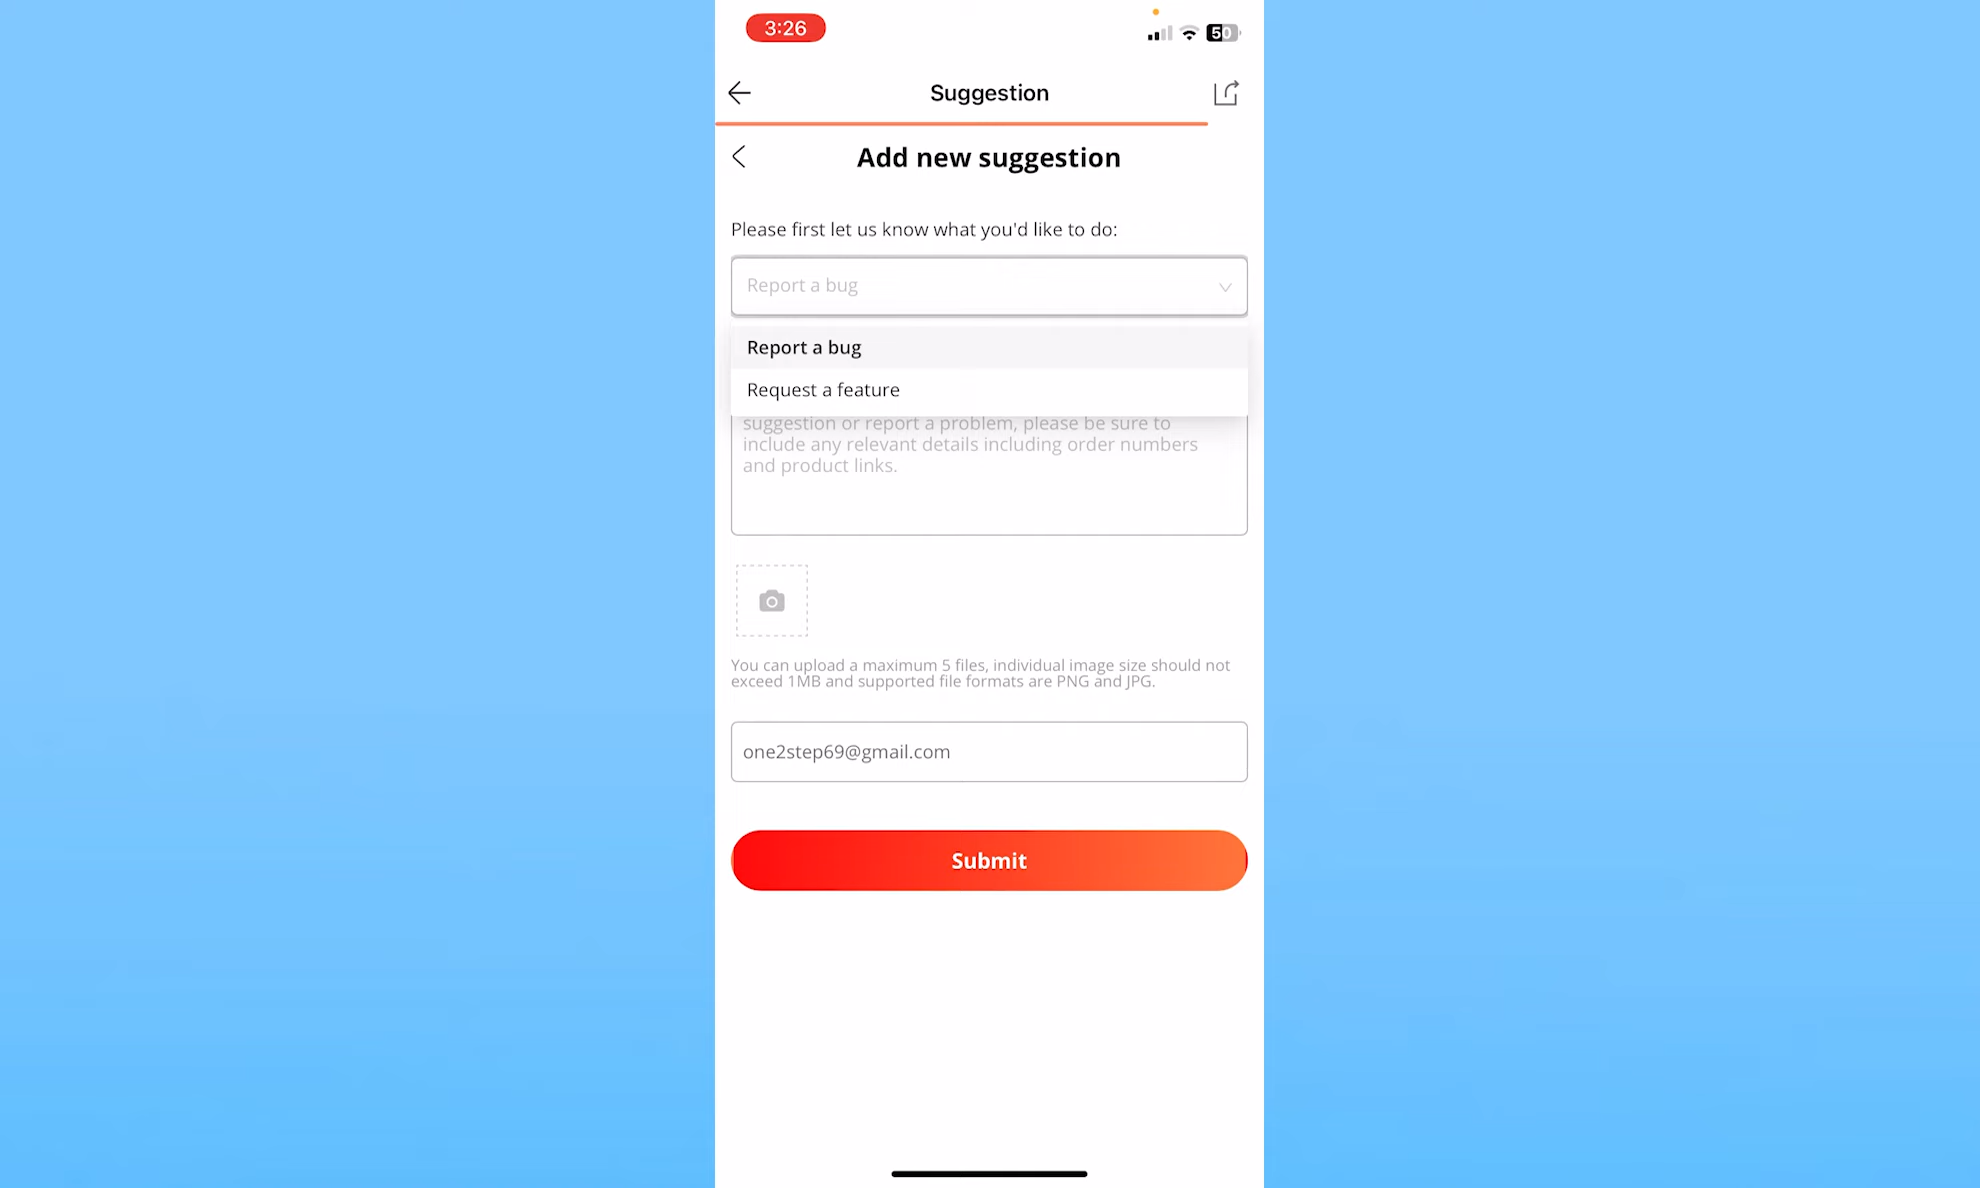 3:26
50
Suggestion
Add new suggestion
Please first let us know what you'd like to do:
Report a bug
Report a bug
Request a feature
suggestion or report a problem, please be sure to
include any relevant details including order numbers
and product links.
You can upload a maximum 5 files, individual image size should not
exceed 1MB and supported file formats are PNG and JPG.
one2step69@gmail.com
Submit